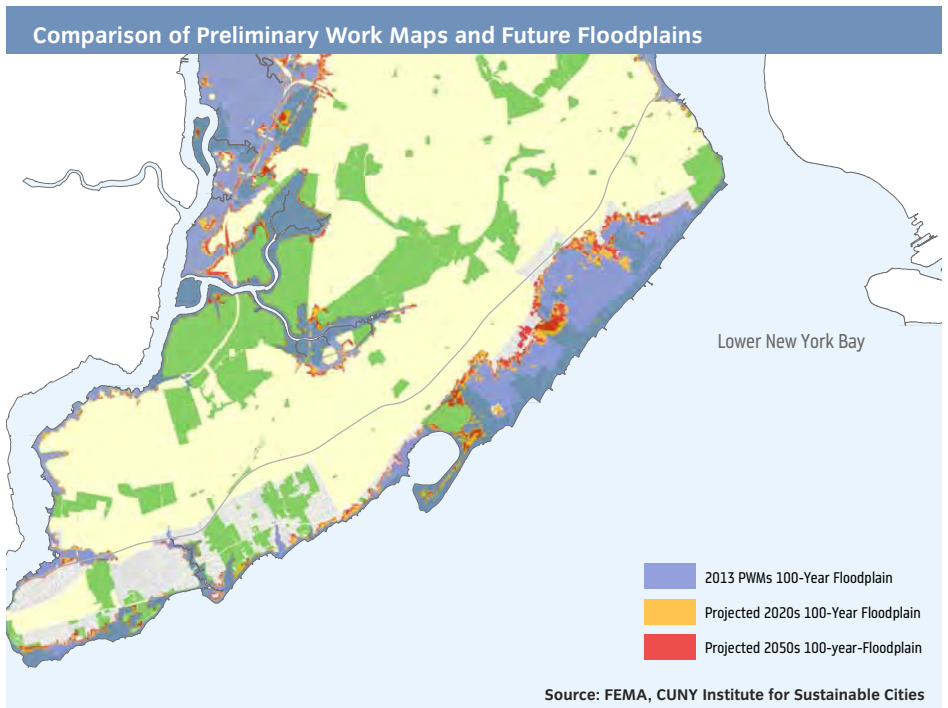 Comparison of Preliminary Work Maps and Future Floodplains
Lower New York Bay
2013 PWMs 100-Year Floodplain
Projected 2020s 100-Year Floodplain
Projected 2050s 100-year-Floodplain
Source: FEMA, CUNY Institute for Sustainable Cities